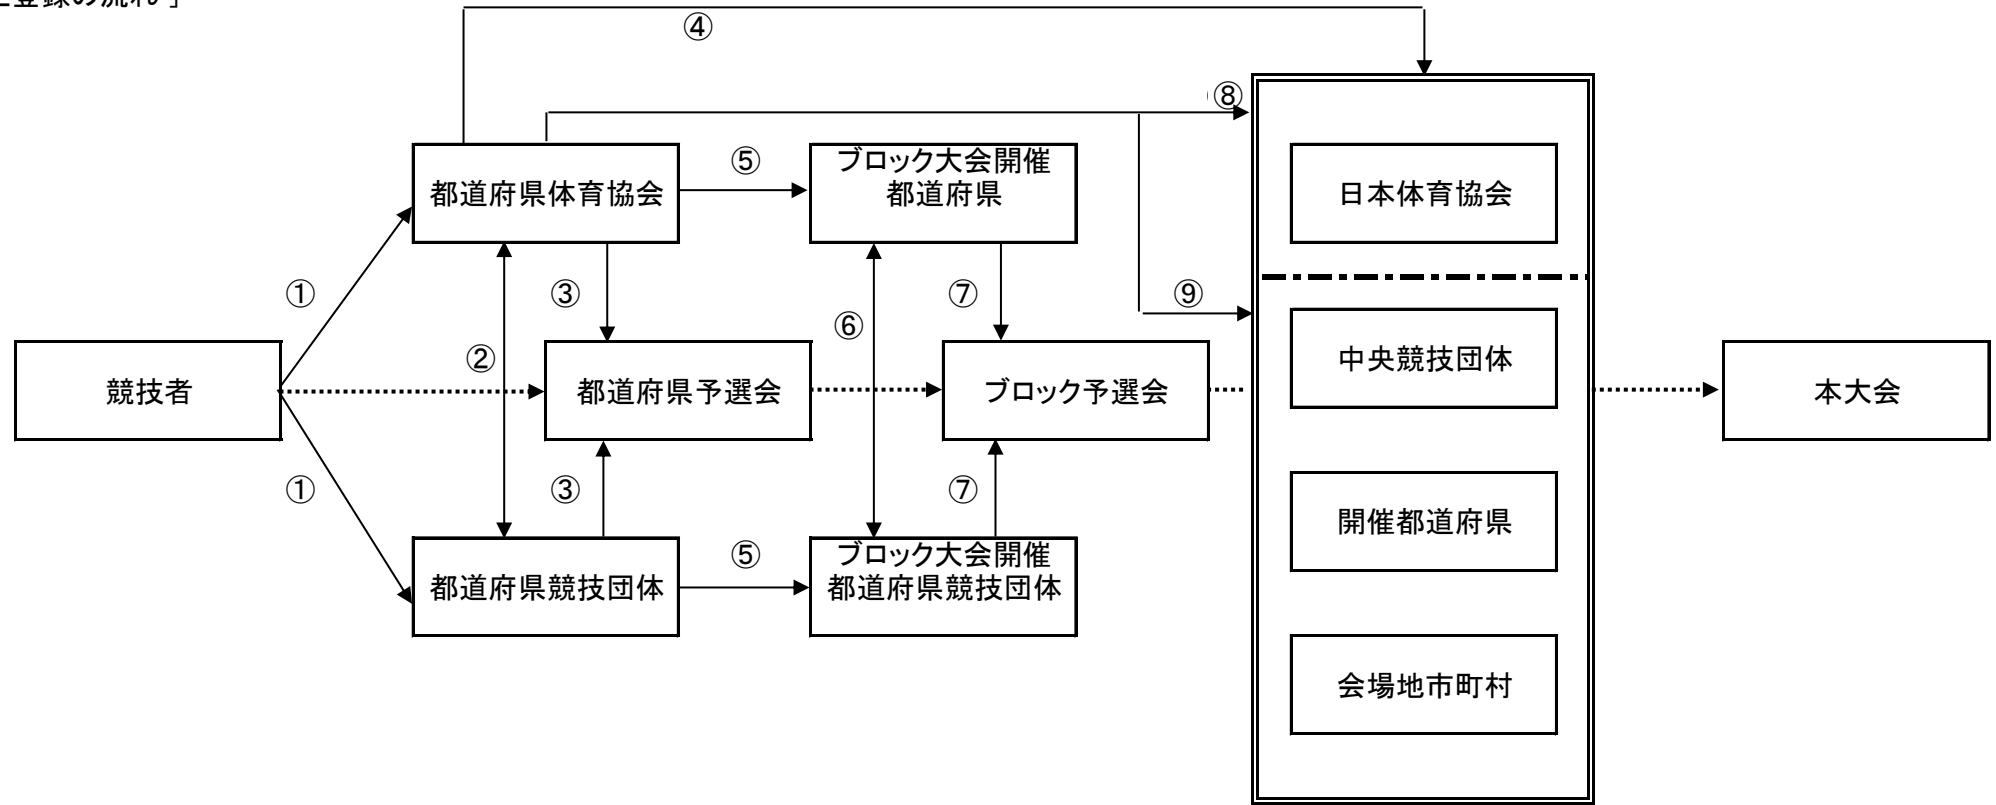 登録の流れ」
④
⑧
都道府県体育協会
⑤
ブロック大会開催
都道府県
日本体育協会
①
③
⑦
⑨
②
⑥
競技者
都道府県予選会
ブロック予選会
中央競技団体
本大会
①
③
⑦
開催都道府県
都道府県競技団体
⑤
ブロック大会開催
都道府県競技団体
会場地市町村